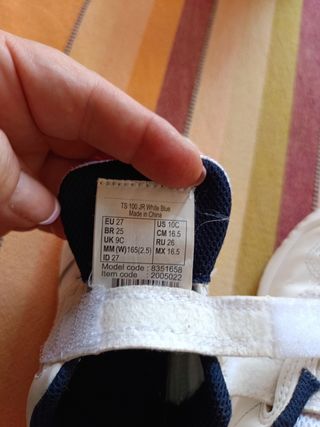 TS 100 JR White Blue
Made in China
EU 27 US 10C
BR 25 CM 16.5
UK 9C RU 26
MM (W)165(2.5) MX 16.5
ID 27
Model code : 8351658
Item code : 2005022